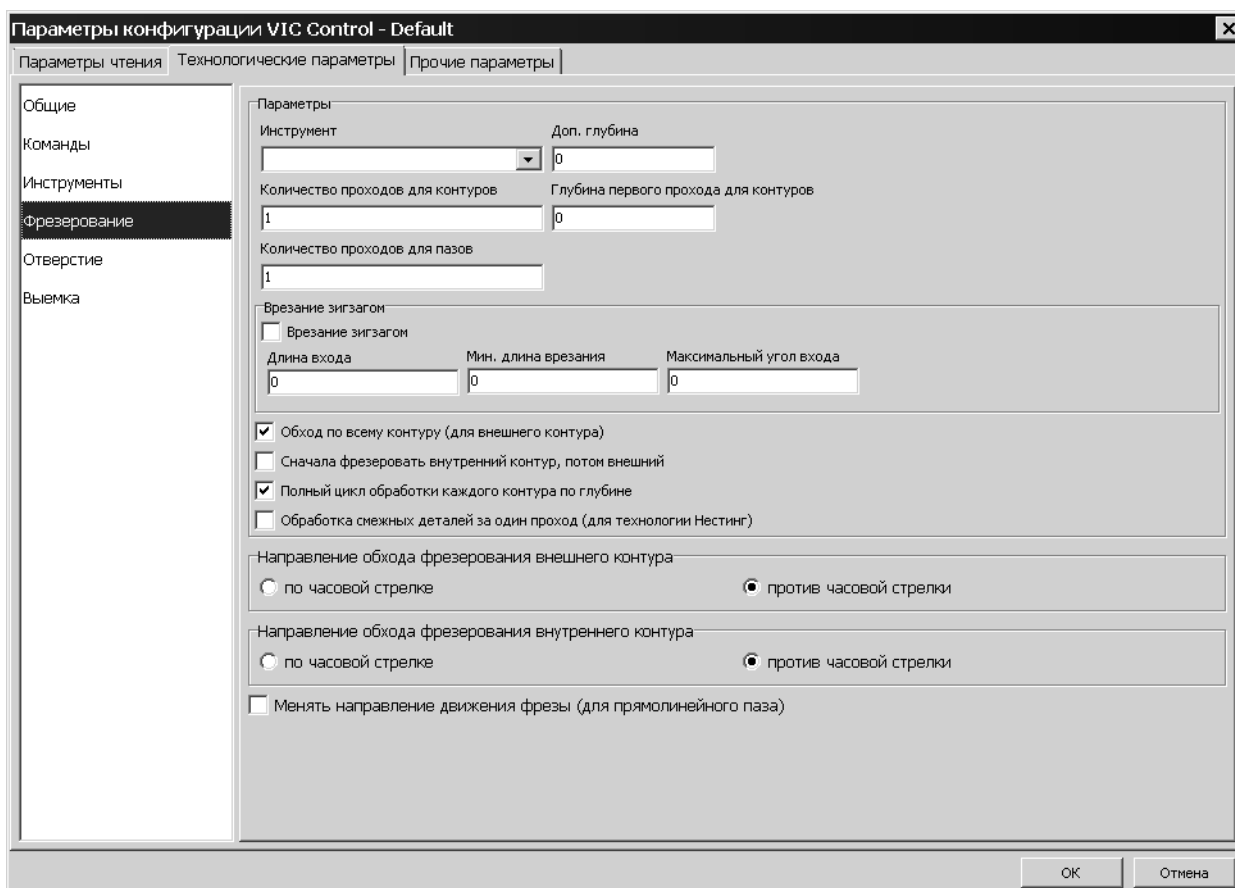 Параметры конфигурации VIC Control - Default
Параметры чтения Технологические параметры Прочие параметры
Общие
Команды
Инструменты
Фрезерование
Отверстие
Выемка
Параметры
Инструмент Доп. глубина
0
Количество проходов для контуров Глубина первого прохода для контуров
1 0
Количество проходов для пазов
1
Врезание зигзагом
Врезание зигзагом
Длина входа Мин. длина врезания Максимальный угол входа
0 0 0
Обход по всему контуру (для внешнего контура)
Сначала фрезеровать внутренний контур, потом внешний
Полный цикл обработки каждого контура по глубине
Обработка смежных деталей за один проход (для технологии Нестинг)
Направление обхода фрезерования внешнего контура
по часовой стрелке против часовой стрелки
Направление обхода фрезерования внутреннего контура
по часовой стрелке против часовой стрелки
Менять направление движения фрезы (для прямолинейного паза)
ОК Отмена